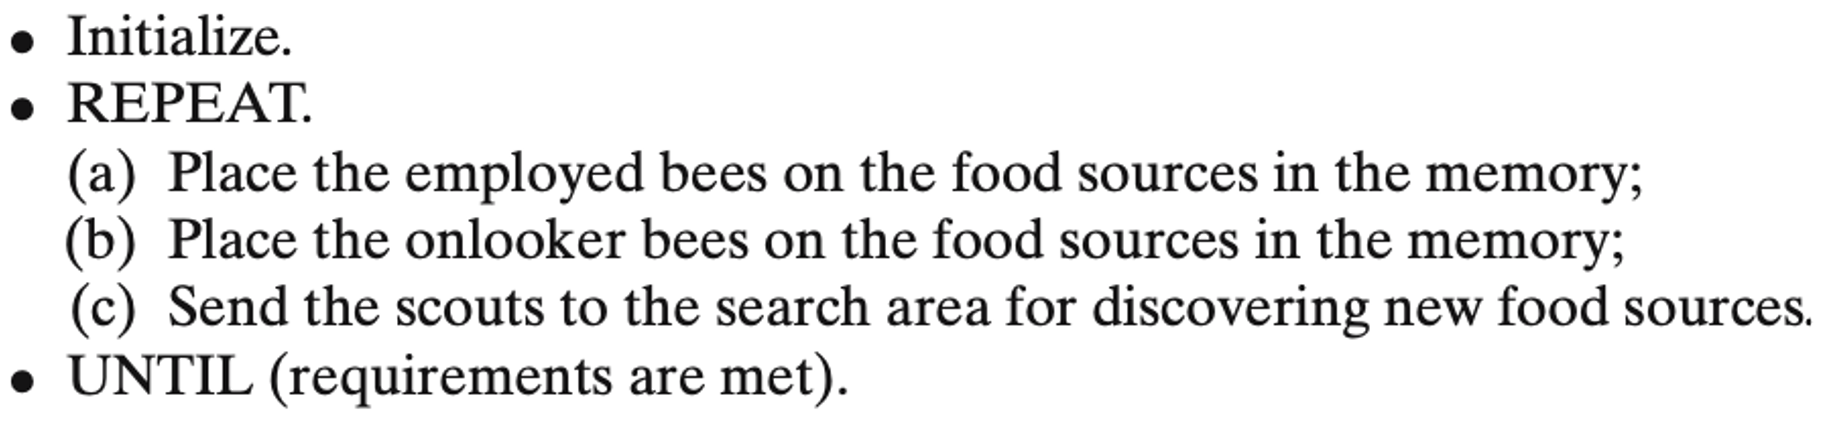 • Initialize.
• REPEAT.
(a) Place the employed bees on the food sources in the memory;
(b) Place the onlooker bees on the food sources in the memory;
(c) Send the scouts to the search area for discovering new food sources.
• UNTIL (requirements are met).